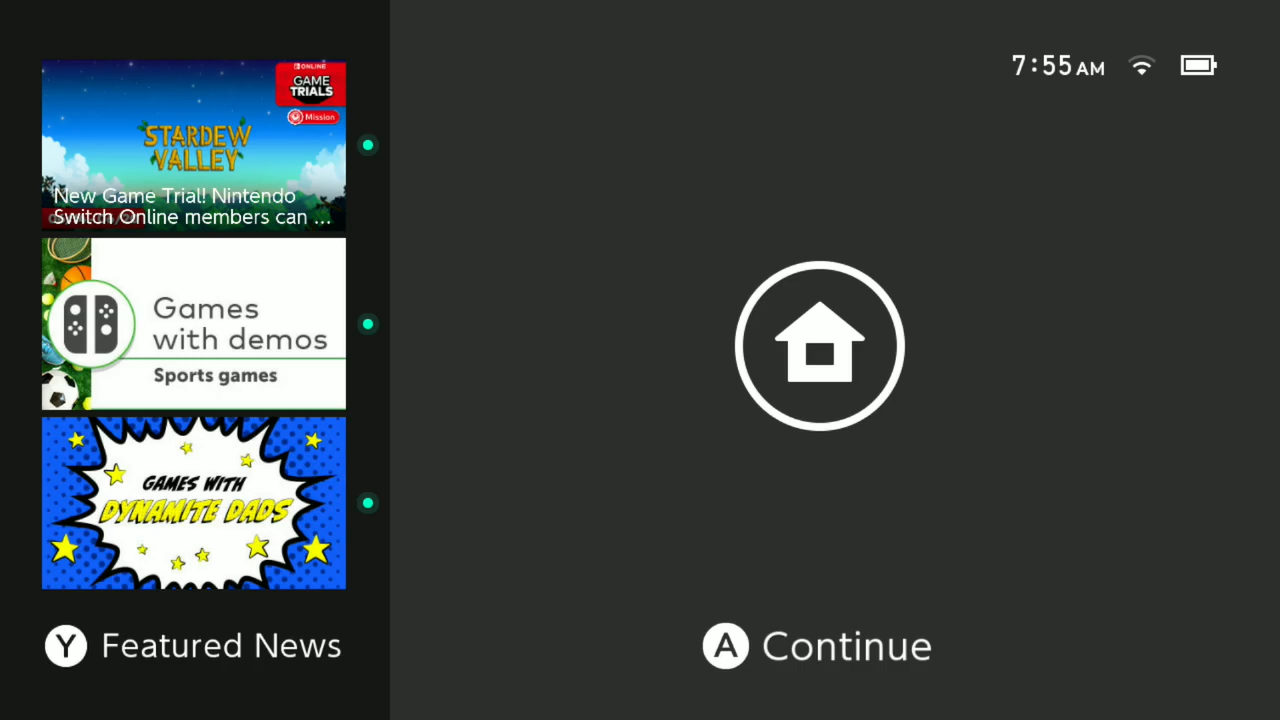 ONLINE
GAME
TRIALS
Mission
STARDEW
VALLEY
New Game Trial! Nintendo
Switch Online members can ...
Games
with demos
Sports games
GAMES WITH
DYNAMITE DADS
Y Featured News
7:55 AM
A Continue